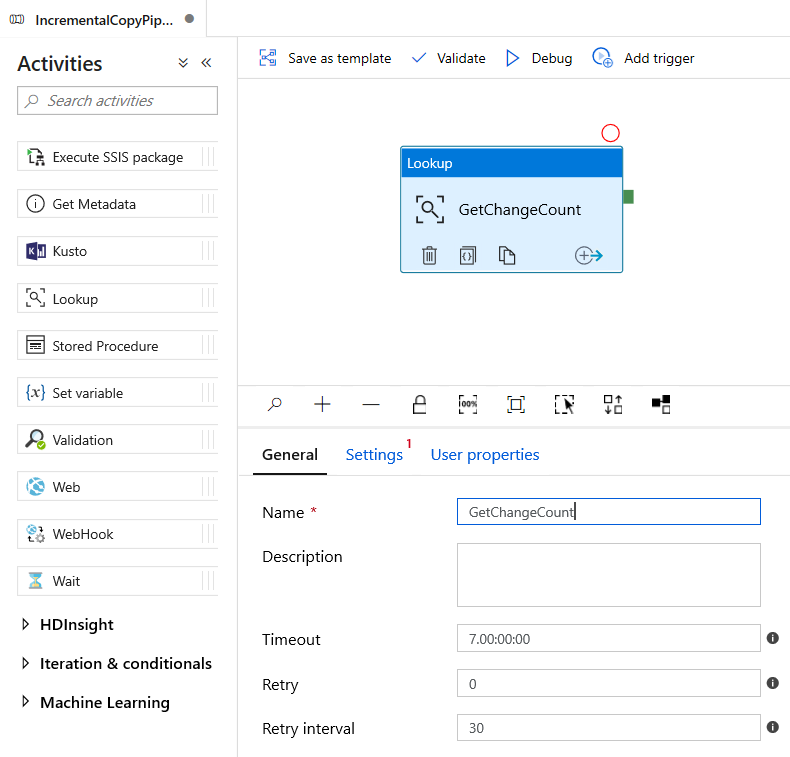 IncrementalCopyPip...
Activities
Search activities
Execute SSIS package
Get Metadata
Kusto
Lookup
Stored Procedure
{x} Set variable
Validation
Web
WebHook
Wait
HDInsight
Iteration & conditionals
Machine Learning
Save as template Validate Debug Add trigger
Lookup
GetChangeCount
100%
General Settings 1 User properties
Name * GetChangeCount
Description
Timeout 7.00:00:00
Retry 0
Retry interval 30